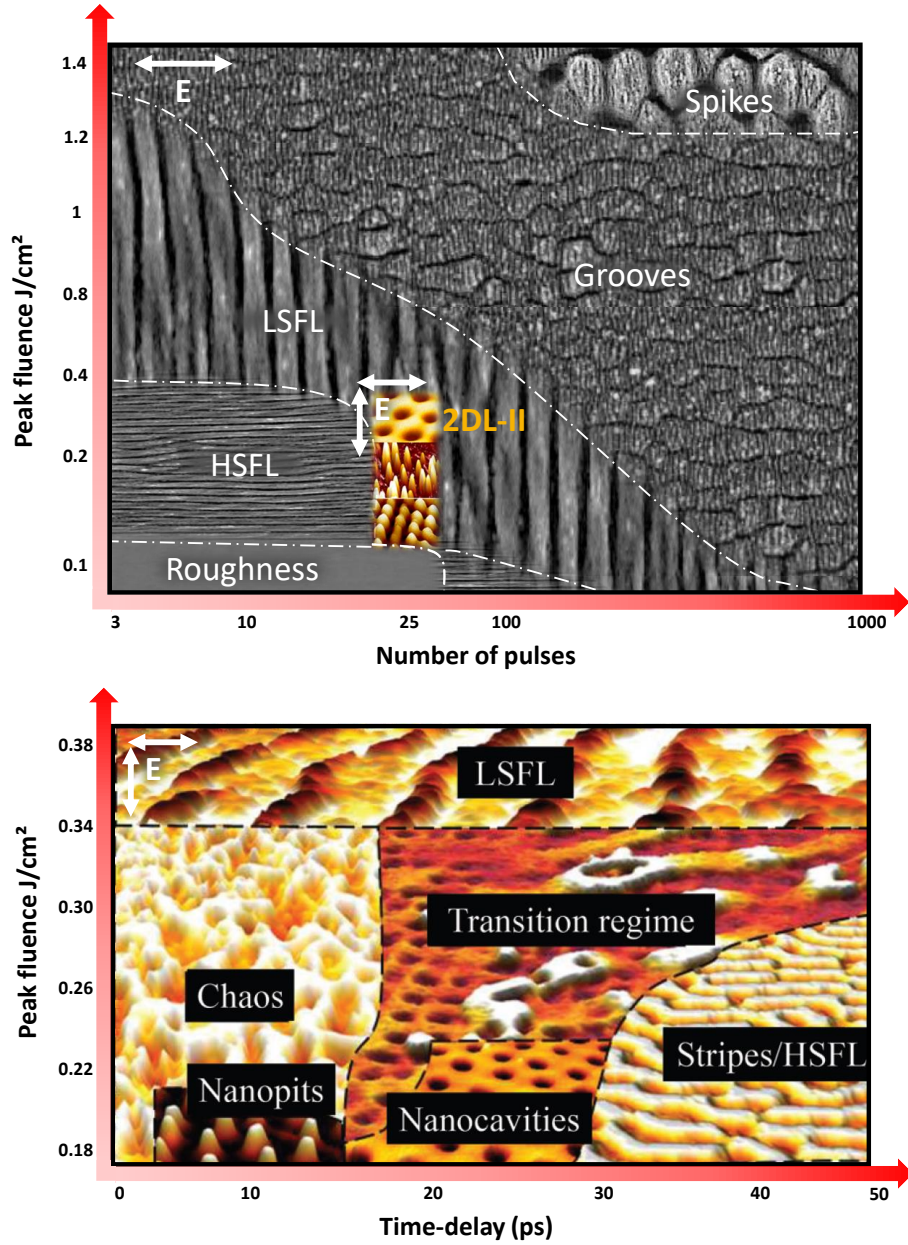 1.4
E
Spikes
1.2
1
Grooves
0.8
LSFL
0.4
E
2DL-II
0.2
HSFL
0.1
Roughness
Peak fluence J/cm²
3 10 25 100 1000
Number of pulses
0.38
E
LSFL
0.34
0.30
Transition regime
0.26
Chaos
Stripes/HSFL
0.22
Nanopits
Nanocavities
0.18
Peak fluence J/cm²
0 20 30 40 50
Time-delay (ps)